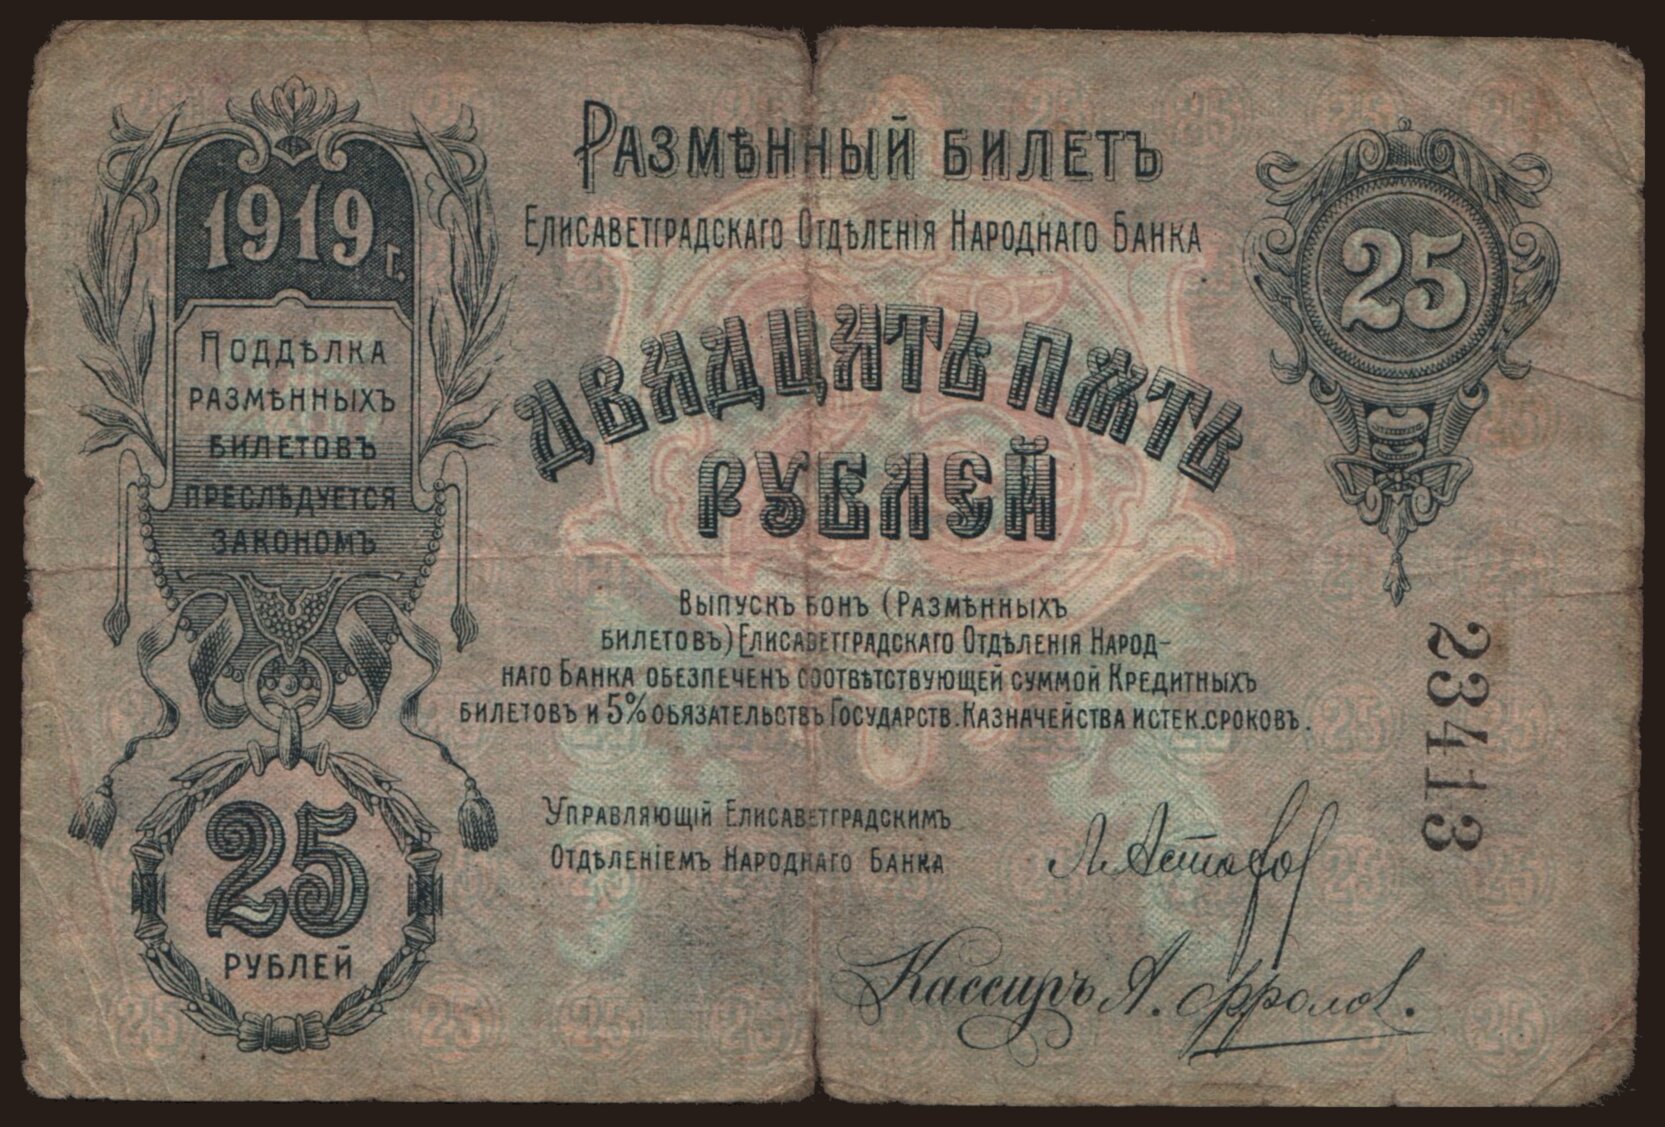 Размѣнный билетъ
Елисаветградскаго Отдѣленія Народнаго Банка
1919 г.
Поддѣлка
размѣнныхъ
билетовъ
преслѣдуется
закономъ
25
Двадцать пять
рублей
Выпускъ бонъ (Размѣнныхъ
билетовъ) Елисаветградскаго Отдѣленія Народ-
наго Банка обезпеченъ соотвѣтствующей суммой Кредитныхъ
билетовъ и 5% обязательствъ Государств. Казначейства истек. сроковъ.
23413
25
рублей
Управляющій Елисаветградскимъ
Отдѣленіемъ Народнаго Банка
Л. Астафов
Кассиръ А. Фролов.